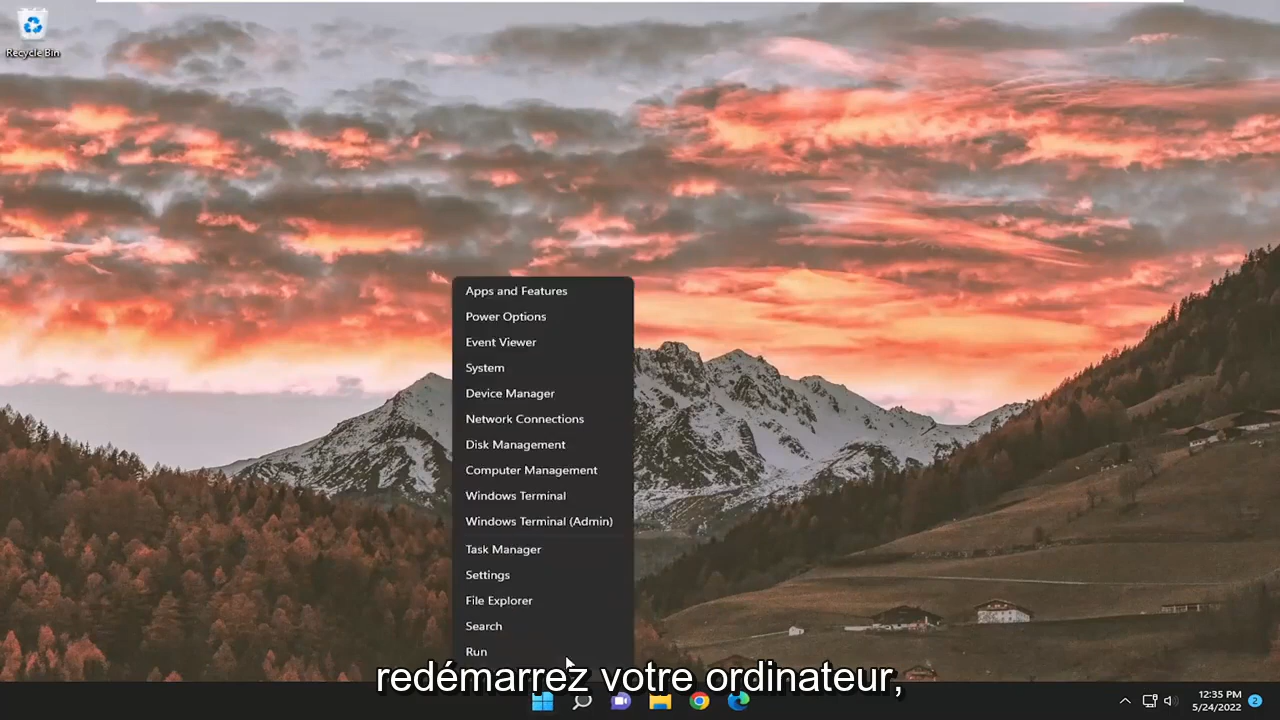 Recycle Bin
Apps and Features
Power Options
Event Viewer
System
Device Manager
Network Connections
Disk Management
Computer Management
Windows Terminal
Windows Terminal (Admin)
Task Manager
Settings
File Explorer
Search
Run
redémarrez votre ordinateur,
12:35 PM
5/24/2022
2